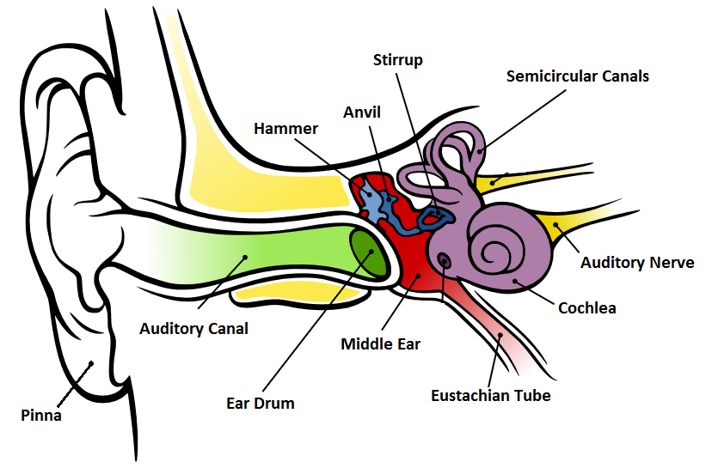 Stirrup
Semicircular Canals
Anvil
Hammer
Auditory Nerve
Cochlea
Auditory Canal
Middle Ear
Eustachian Tube
Ear Drum
Pinna